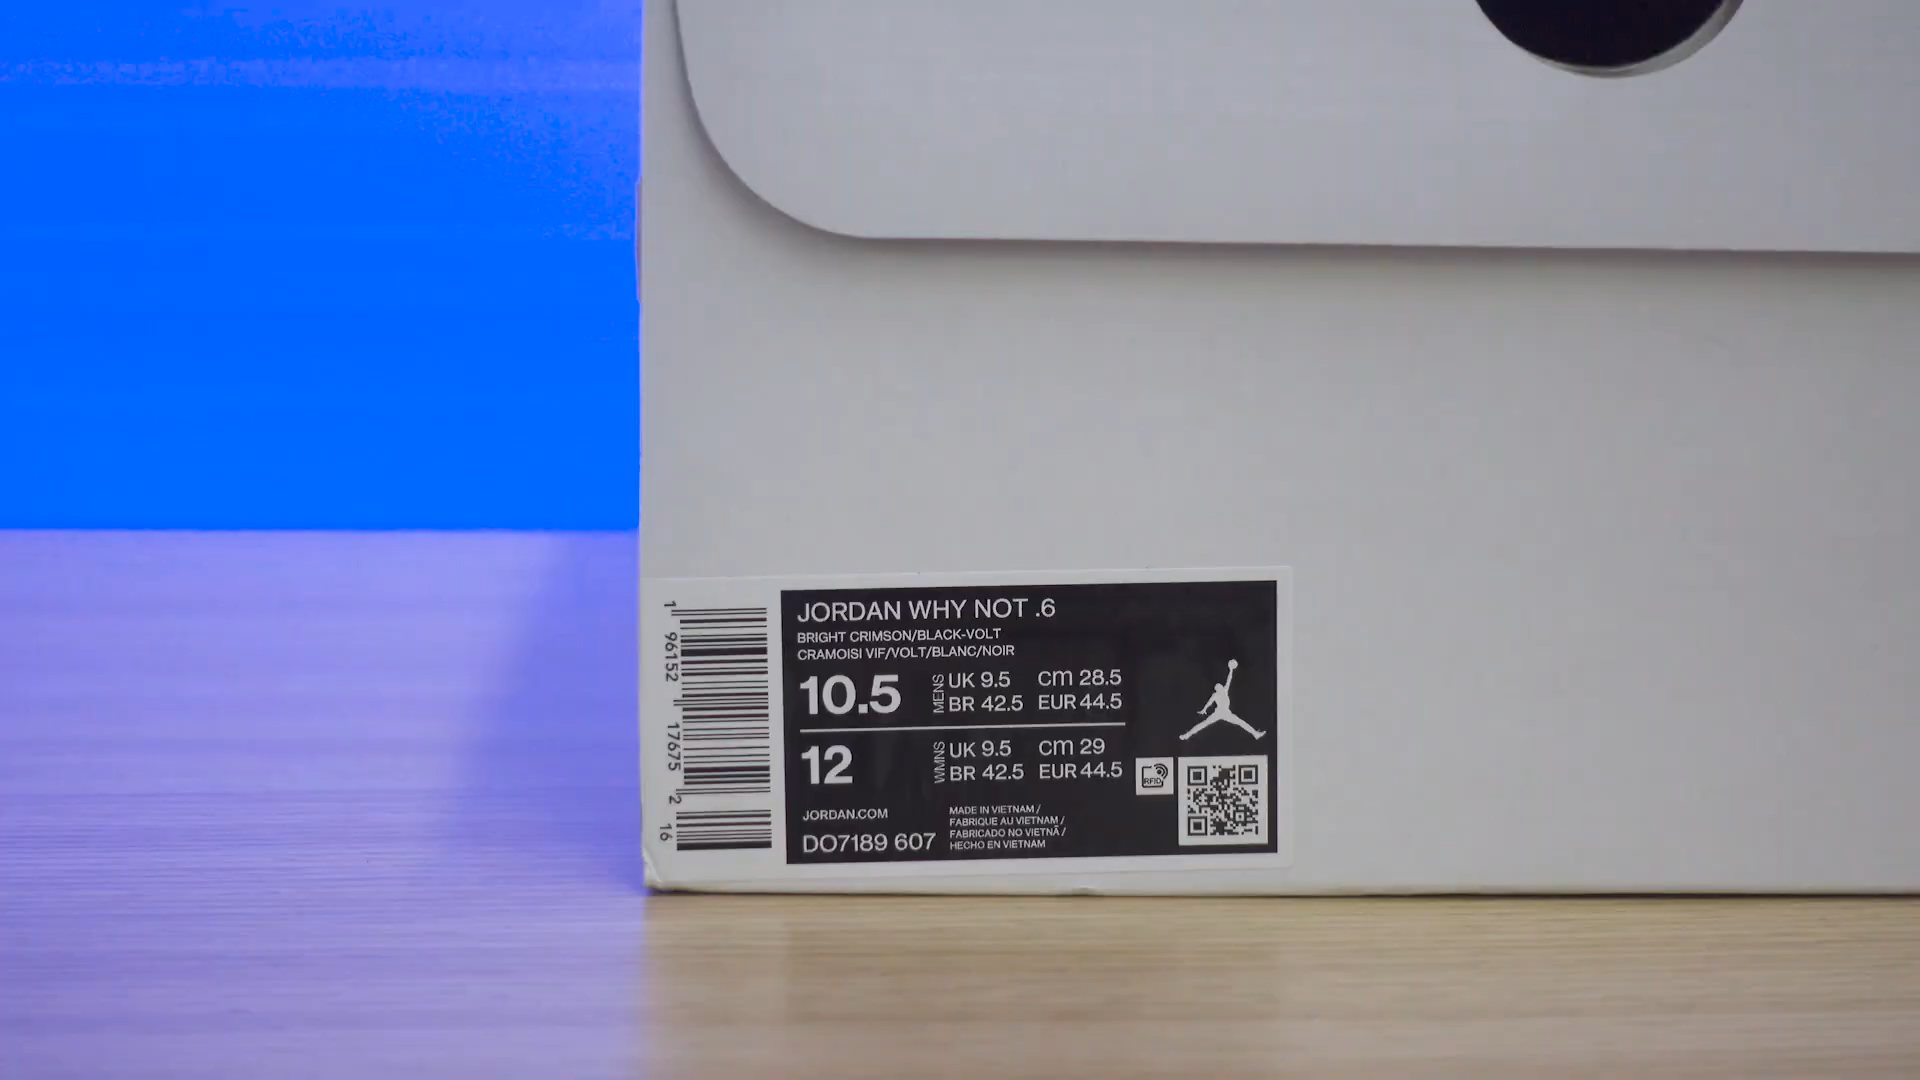 JORDAN WHY NOT .6
BRIGHT CRIMSON/BLACK-VOLT
CRAMOISI VIF/VOLT/BLANC/NOIR
10.5 MENS UK 9.5 CM 28.5
BR 42.5 EUR 44.5
12 WMNS UK 9.5 CM 29
BR 42.5 EUR 44.5
RFID
JORDAN.COM
DO7189 607
MADE IN VIETNAM /
FABRIQUE AU VIETNAM /
FABRICADO NO VIETNÃ /
HECHO EN VIETNAM
1 96152 17675 2 16